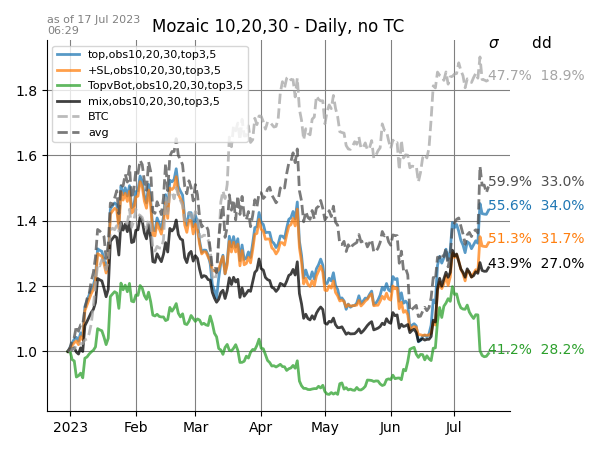 as of 17 Jul 2023
06:29
Mozaic 10,20,30 - Daily, no TC
σ dd
top,obs10,20,30,top3,5
+SL,obs10,20,30,top3,5
TopvBot,obs10,20,30,top3,5
mix,obs10,20,30,top3,5
BTC
avg
1.8
1.6
1.4
1.2
1.0
47.7% 18.9%
59.9% 33.0%
55.6% 34.0%
51.3% 31.7%
43.9% 27.0%
41.2% 28.2%
2023 Feb Mar Apr May Jun Jul